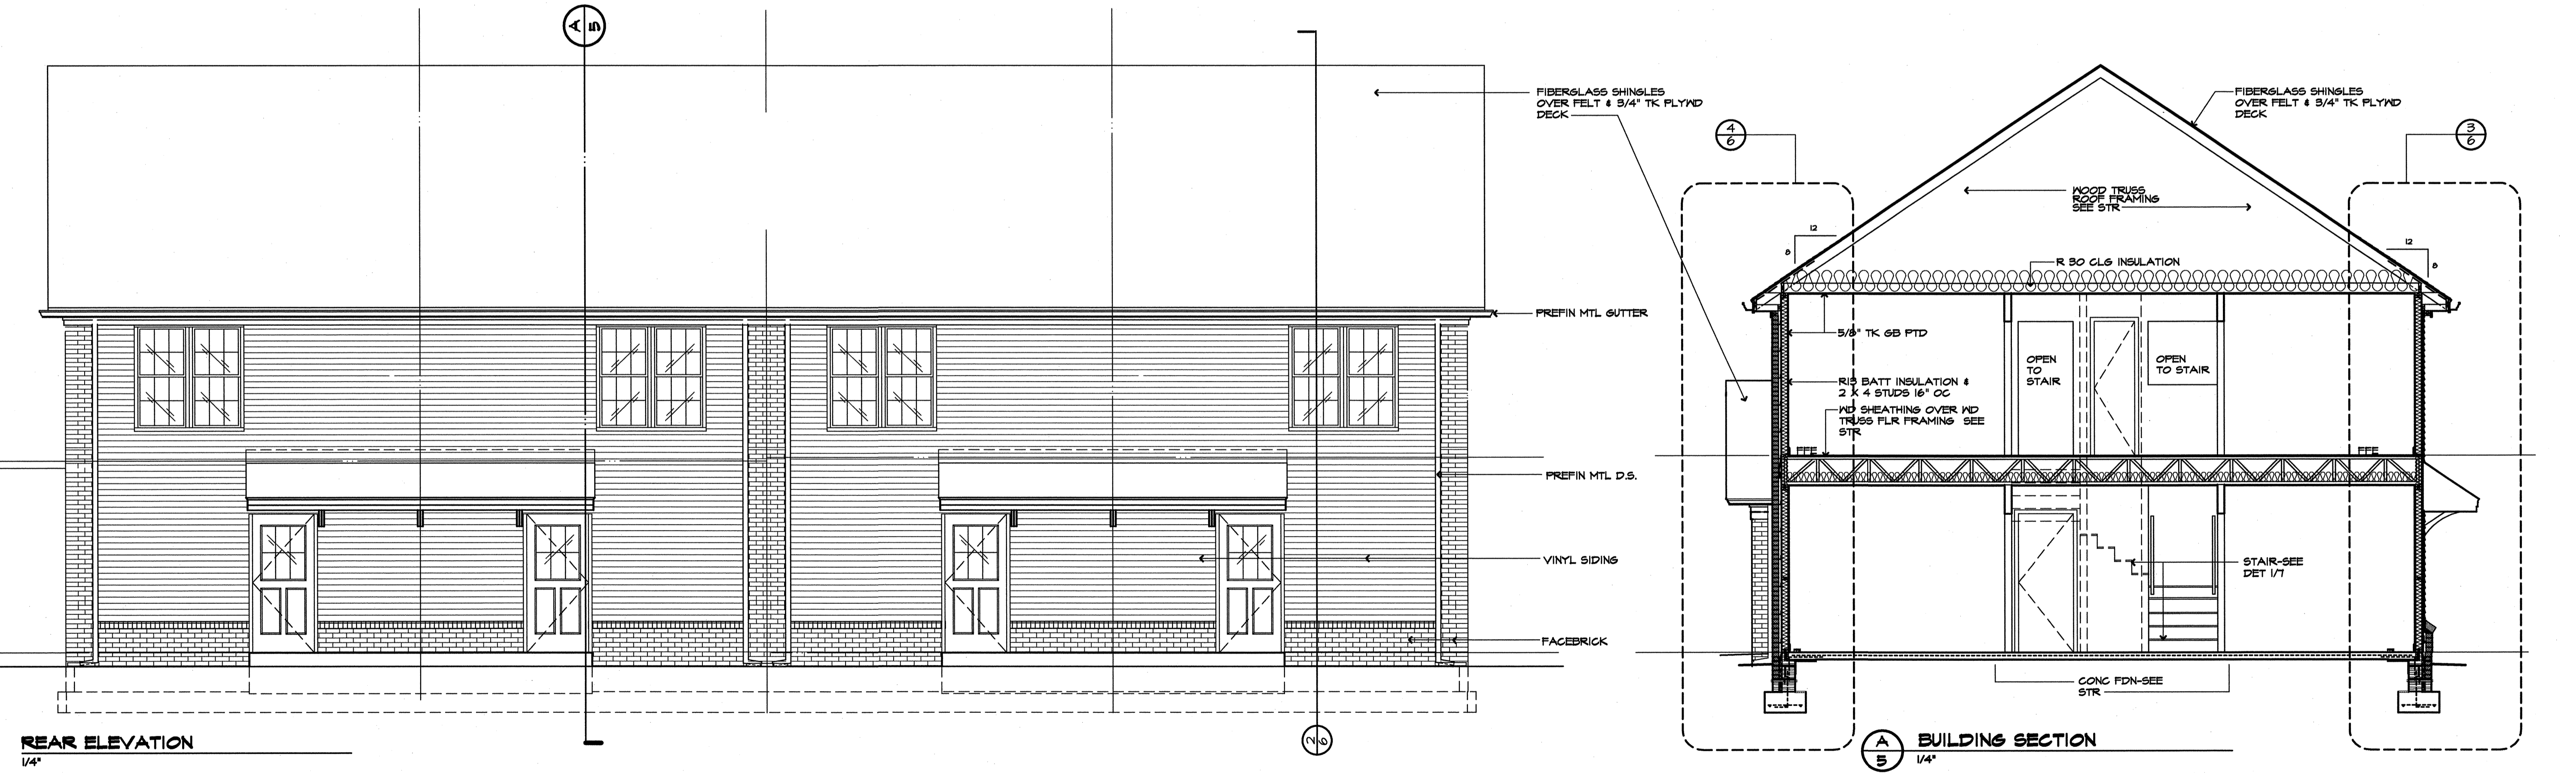 A
5
FIBERGLASS SHINGLES
OVER FELT & 3/4" TK PLYWD
DECK
PREFIN MTL GUTTER
PREFIN MTL D.S.
VINYL SIDING
FACEBRICK
2
6
REAR ELEVATION
1/4"
4
6
3
6
FIBERGLASS SHINGLES
OVER FELT & 3/4" TK PLYWD
DECK
WOOD TRUSS
ROOF FRAMING
SEE STR
12
8
12
8
R 30 CLG INSULATION
5/8" TK GB PTD
OPEN
TO
STAIR
OPEN
TO STAIR
R13 BATT INSULATION &
2 X 4 STUDS 16" OC
WD SHEATHING OVER WD
TRUSS FLR FRAMING SEE
STR
FFE
FFE
STAIR-SEE
DET 1/7
CONC FDN-SEE
STR
A
5
BUILDING SECTION
1/4"